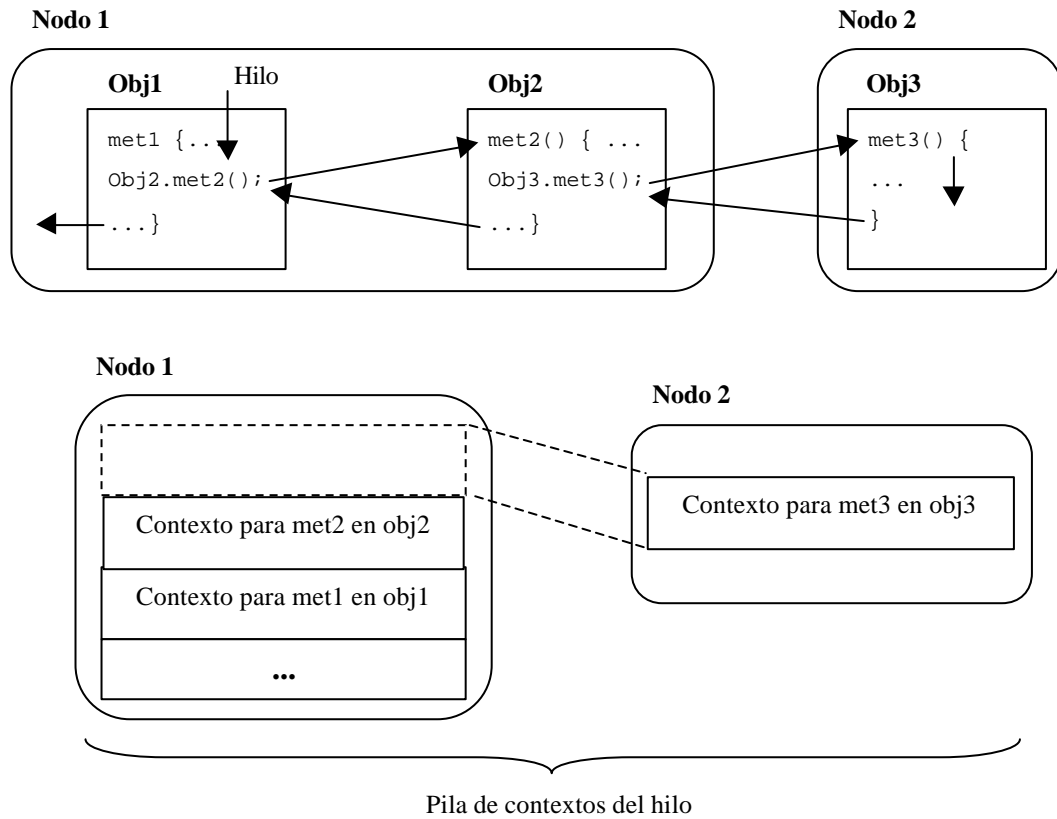 Nodo 1
Nodo 2
Obj1
Hilo
Obj2
Obj3
met1 {...
Obj2.met2();
...}
met2() { ...
Obj3.met3();
...}
met3() {
...
}
Nodo 1
Nodo 2
Contexto para met2 en obj2
Contexto para met1 en obj1
...
Contexto para met3 en obj3
Pila de contextos del hilo